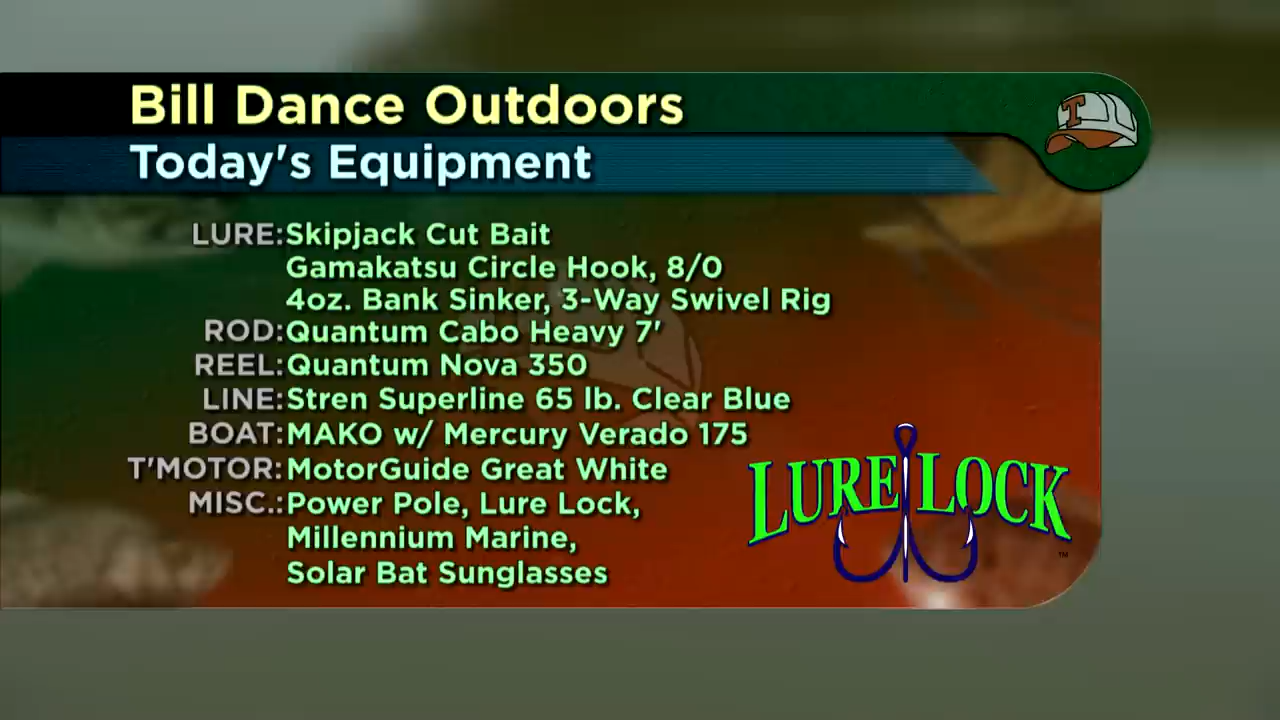 Bill Dance Outdoors
T
Today's Equipment
LURE: Skipjack Cut Bait
Gamakatsu Circle Hook, 8/0
4oz. Bank Sinker, 3-Way Swivel Rig
ROD: Quantum Cabo Heavy 7'
REEL: Quantum Nova 350
LINE: Stren Superline 65 lb. Clear Blue
BOAT: MAKO w/ Mercury Verado 175
T'MOTOR: MotorGuide Great White
MISC.: Power Pole, Lure Lock,
Millennium Marine,
Solar Bat Sunglasses
LURE LOCK
TM